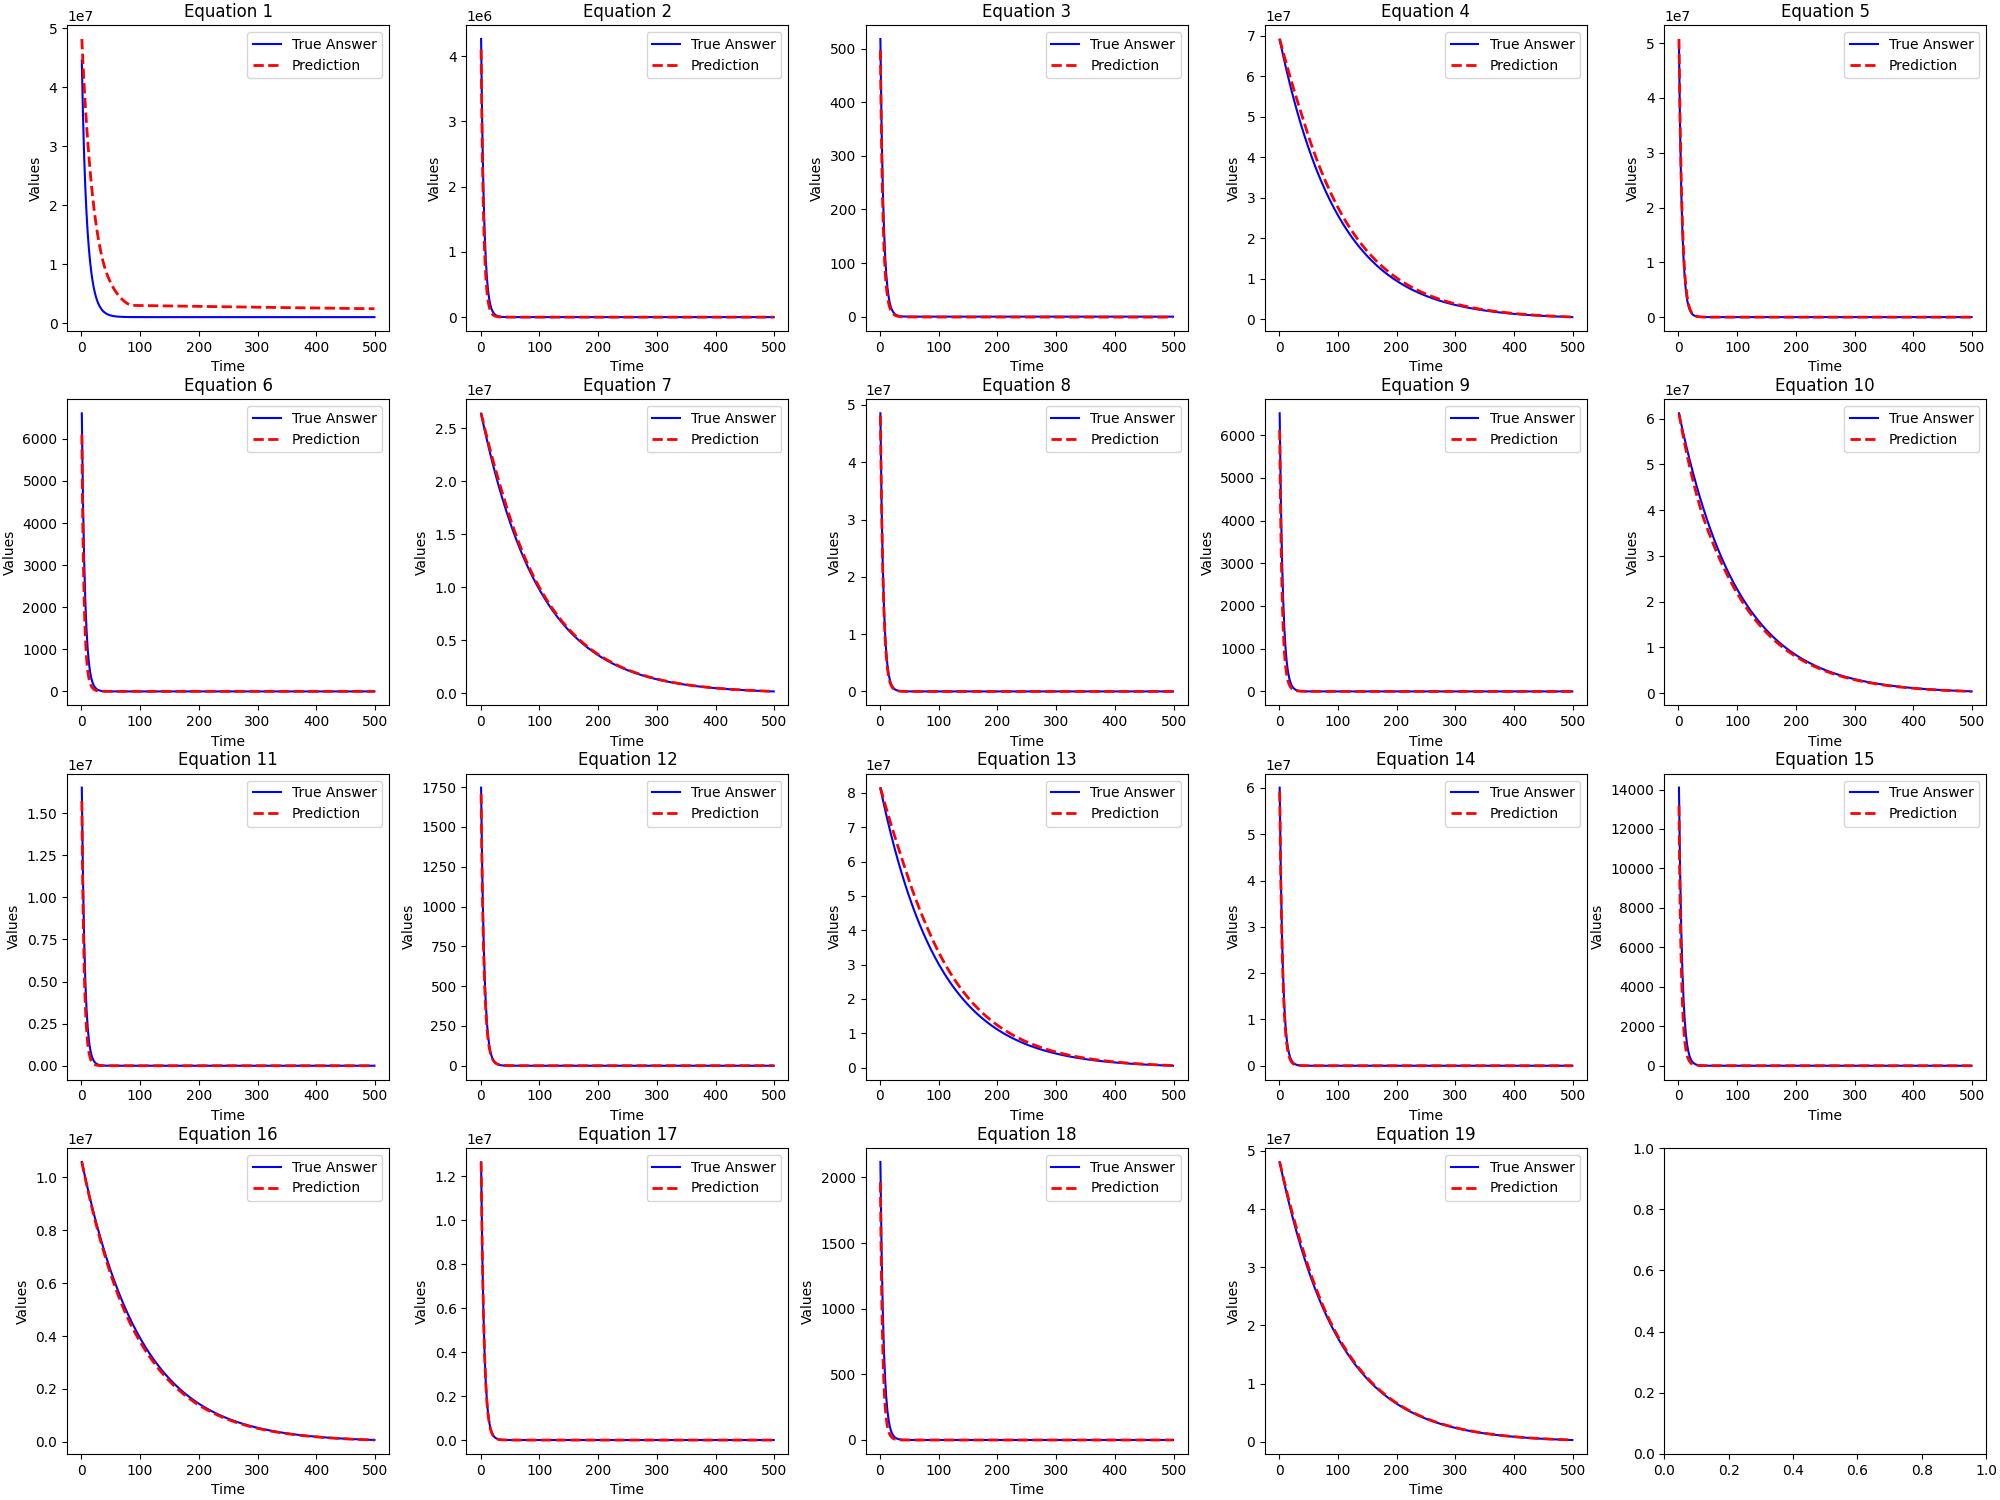 Equation 1
1e7
True Answer
Prediction
Values
5
4
3
2
1
0
0 100 200 300 400 500
Time
Equation 2
1e6
True Answer
Prediction
Values
4
3
2
1
0
0 100 200 300 400 500
Time
Equation 3
True Answer
Prediction
Values
500
400
300
200
100
0
0 100 200 300 400 500
Time
Equation 4
1e7
True Answer
Prediction
Values
7
6
5
4
3
2
1
0
0 100 200 300 400 500
Time
Equation 5
1e7
True Answer
Prediction
Values
5
4
3
2
1
0
0 100 200 300 400 500
Time
Equation 6
True Answer
Prediction
Values
6000
5000
4000
3000
2000
1000
0
0 100 200 300 400 500
Time
Equation 7
1e7
True Answer
Prediction
Values
2.5
2.0
1.5
1.0
0.5
0.0
0 100 200 300 400 500
Time
Equation 8
1e7
True Answer
Prediction
Values
5
4
3
2
1
0
0 100 200 300 400 500
Time
Equation 9
True Answer
Prediction
Values
6000
5000
4000
3000
2000
1000
0
0 100 200 300 400 500
Time
Equation 10
1e7
True Answer
Prediction
Values
6
5
4
3
2
1
0
0 100 200 300 400 500
Time
Equation 11
1e7
True Answer
Prediction
Values
1.50
1.25
1.00
0.75
0.50
0.25
0.00
0 100 200 300 400 500
Time
Equation 12
True Answer
Prediction
Values
1750
1500
1250
1000
750
500
250
0
0 100 200 300 400 500
Time
Equation 13
1e7
True Answer
Prediction
Values
8
7
6
5
4
3
2
1
0
0 100 200 300 400 500
Time
Equation 14
1e7
True Answer
Prediction
Values
6
5
4
3
2
1
0
0 100 200 300 400 500
Time
Equation 15
True Answer
Prediction
Values
14000
12000
10000
8000
6000
4000
2000
0
0 100 200 300 400 500
Time
Equation 16
1e7
True Answer
Prediction
Values
1.0
0.8
0.6
0.4
0.2
0.0
0 100 200 300 400 500
Time
Equation 17
1e7
True Answer
Prediction
Values
1.2
1.0
0.8
0.6
0.4
0.2
0.0
0 100 200 300 400 500
Time
Equation 18
True Answer
Prediction
Values
2000
1500
1000
500
0
0 100 200 300 400 500
Time
Equation 19
1e7
True Answer
Prediction
Values
5
4
3
2
1
0
0 100 200 300 400 500
Time
1.0
0.8
0.6
0.4
0.2
0.0
0.0 0.2 0.4 0.6 0.8 1.0